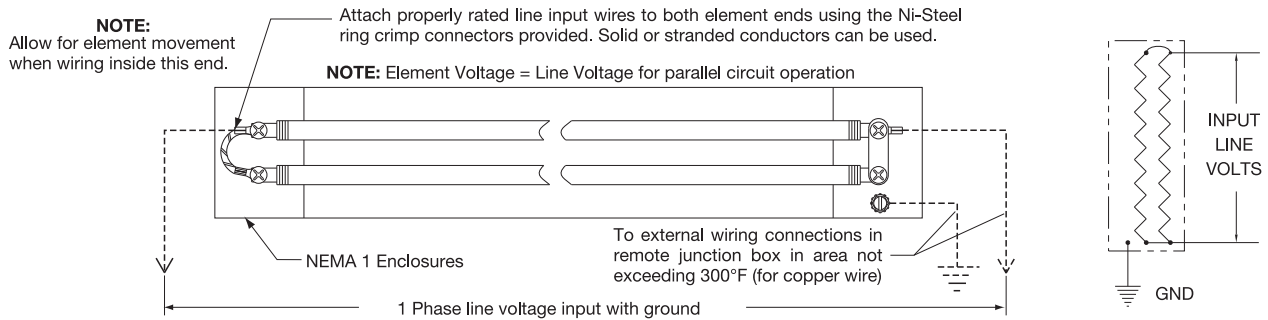 NOTE:
Allow for element movement
when wiring inside this end.
Attach properly rated line input wires to both element ends using the Ni-Steel
ring crimp connectors provided. Solid or stranded conductors can be used.
NOTE: Element Voltage = Line Voltage for parallel circuit operation
NEMA 1 Enclosures
To external wiring connections in
remote junction box in area not
exceeding 300°F (for copper wire)
1 Phase line voltage input with ground
INPUT
LINE
VOLTS
GND